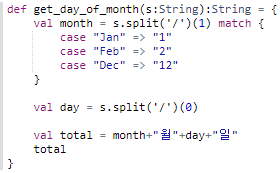 def get_day_of_month(s:String):String = {
    val month = s.split('/')(1) match {
        case "Jan" => "1"
        case "Feb" => "2"
        case "Dec" => "12"
    }
    val day = s.split('/')(0)
    val total = month+"월"+day+"일"
    total
}